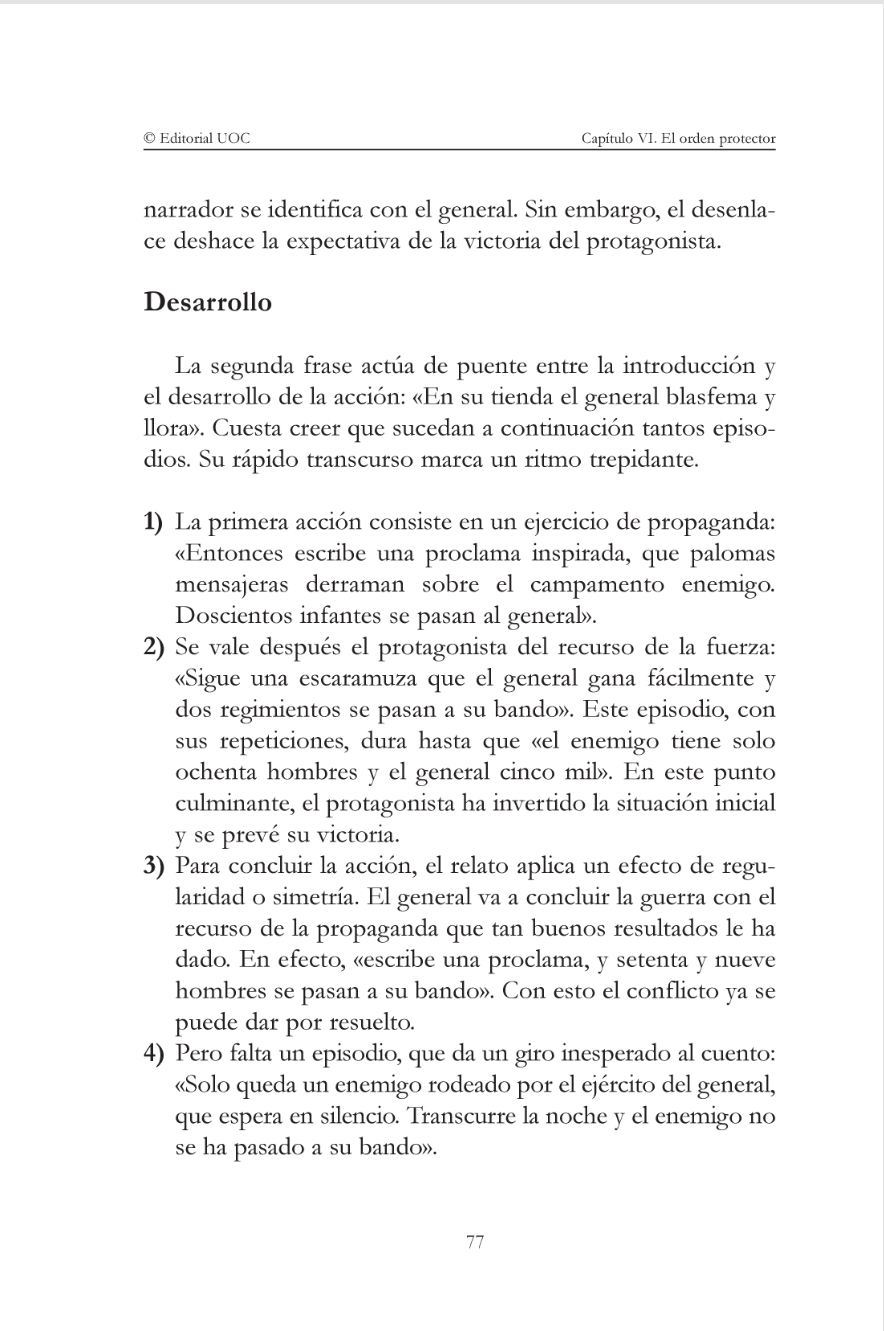 © Editorial UOC
Capítulo VI. El orden protector
narrador se identifica con el general. Sin embargo, el desenla-
ce deshace la expectativa de la victoria del protagonista.
Desarrollo
La segunda frase actúa de puente entre la introducción y
el desarrollo de la acción: «En su tienda el general blasfema y
llora». Cuesta creer que sucedan a continuación tantos episo-
dios. Su rápido transcurso marca un ritmo trepidante.
1) La primera acción consiste en un ejercicio de propaganda:
«Entonces escribe una proclama inspirada, que palomas
mensajeras derraman sobre el campamento enemigo.
Doscientos infantes se pasan al general».
2) Se vale después el protagonista del recurso de la fuerza:
«Sigue una escaramuza que el general gana fácilmente y
dos regimientos se pasan a su bando». Este episodio, con
sus repeticiones, dura hasta que «el enemigo tiene solo
ochenta hombres y el general cinco mil». En este punto
culminante, el protagonista ha invertido la situación inicial
y se prevé su victoria.
3) Para concluir la acción, el relato aplica un efecto de regu-
laridad o simetría. El general va a concluir la guerra con el
recurso de la propaganda que tan buenos resultados le ha
dado. En efecto, «escribe una proclama, y setenta y nueve
hombres se pasan a su bando». Con esto el conflicto ya se
puede dar por resuelto.
4) Pero falta un episodio, que da un giro inesperado al cuento:
«Solo queda un enemigo rodeado por el ejército del general,
que espera en silencio. Transcurre la noche y el enemigo no
se ha pasado a su bando».
77